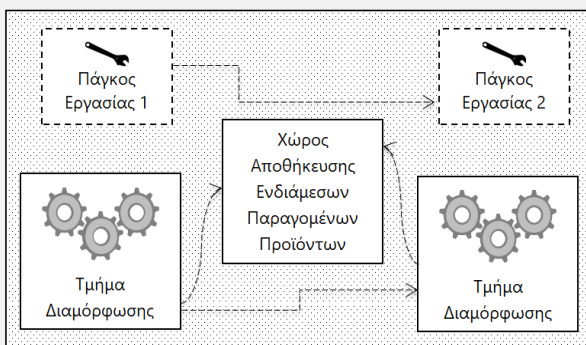 Πάγκος
Εργασίας 1
Πάγκος
Εργασίας 2
Χώρος
Αποθήκευσης
Ενδιάμεσων
Παραγομένων
Προϊόντων
Τμήμα
Διαμόρφωσης
Τμήμα
Διαμόρφωσης